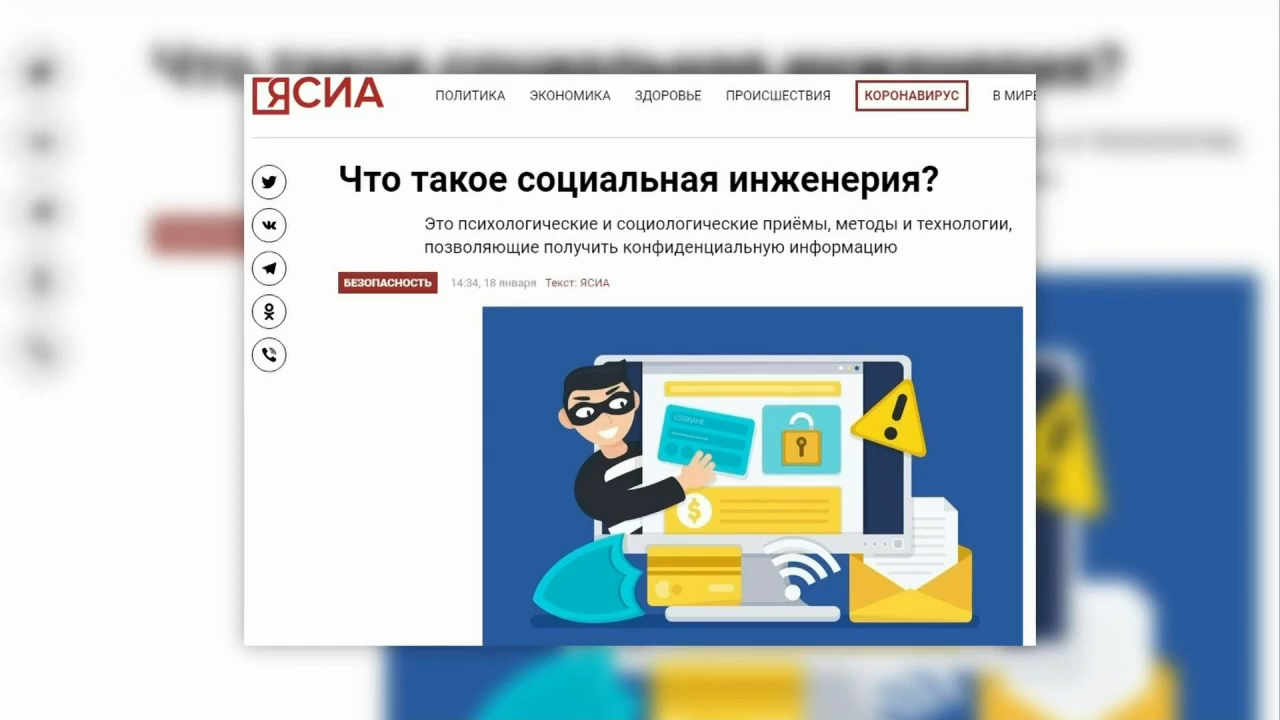 ЯСИА
ПОЛИТИКА ЭКОНОМИКА ЗДОРОВЬЕ ПРОИСШЕСТВИЯ КОРОНАВИРУС В МИРЕ
Что такое социальная инженерия?
Это психологические и социологические приёмы, методы и технологии,
позволяющие получить конфиденциальную информацию
БЕЗОПАСНОСТЬ 14:34, 18 января Текст: ЯСИА
USERNAME